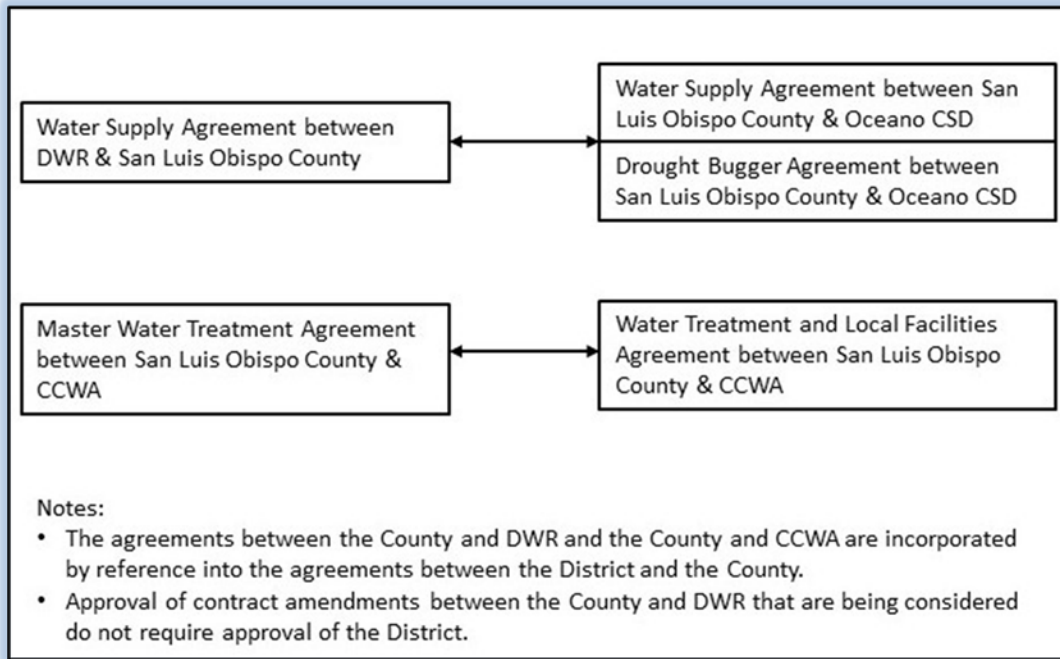 Water Supply Agreement between
DWR & San Luis Obispo County
Water Supply Agreement between San
Luis Obispo County & Oceano CSD
Drought Bugger Agreement between
San Luis Obispo County & Oceano CSD
Master Water Treatment Agreement
between San Luis Obispo County &
CCWA
Water Treatment and Local Facilities
Agreement between San Luis Obispo
County & CCWA
Notes:
• The agreements between the County and DWR and the County and CCWA are incorporated
by reference into the agreements between the District and the County.
• Approval of contract amendments between the County and DWR that are being considered
do not require approval of the District.